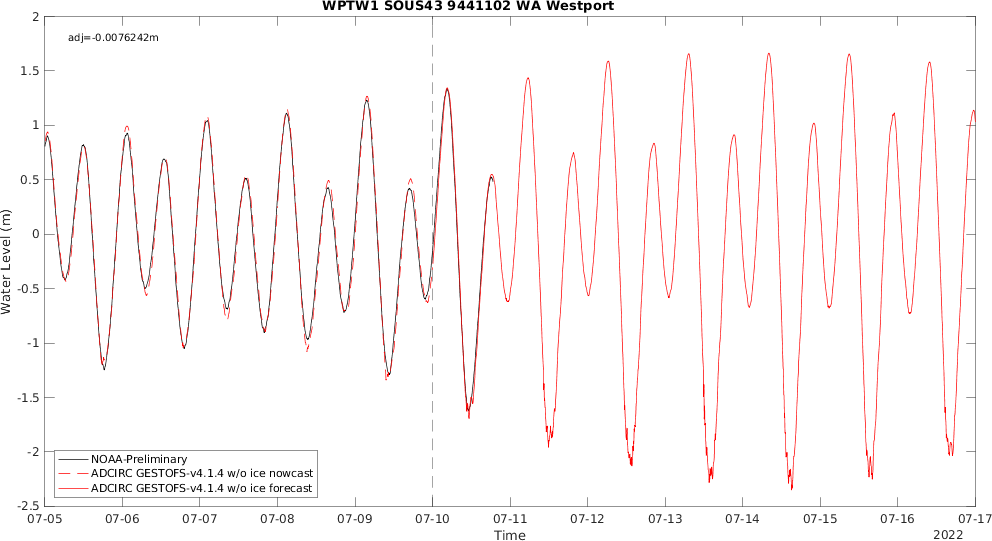 WPTW1 SOUS43 9441102 WA Westport
adj=-0.0076242m
2
1.5
1
0.5
0
-0.5
-1
-1.5
-2
-2.5
Water Level (m)
NOAA-Preliminary
ADCIRC GESTOFS-v4.1.4 w/o ice nowcast
ADCIRC GESTOFS-v4.1.4 w/o ice forecast
07-05 07-06 07-07 07-08 07-09 07-10 07-11 07-12 07-13 07-14 07-15 07-16 07-17
Time
2022